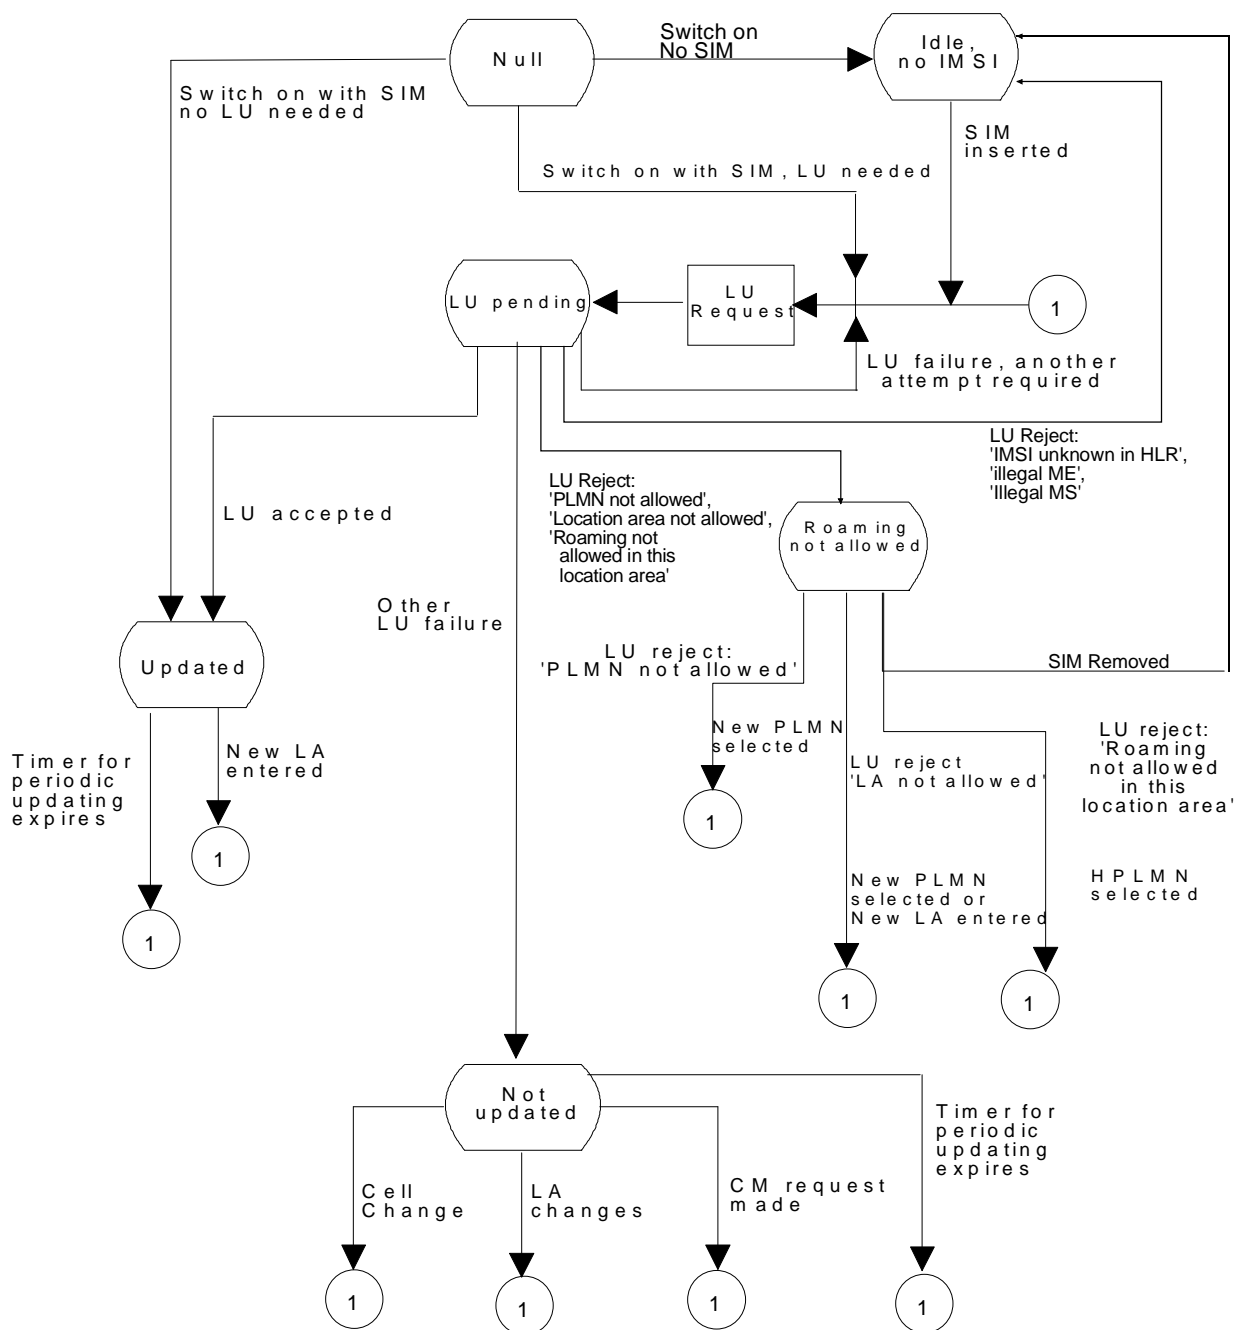 Switch on
No SIM
Null
Idle,
no IMSI
Switch on with SIM
no LU needed
SIM
inserted
Switch on with SIM, LU needed
LU pending
LU
Request
1
LU failure, another
attempt required
LU Reject:
'IMSI unknown in HLR',
'illegal ME',
'Illegal MS'
LU Reject:
'PLMN not allowed',
'Location area not allowed',
'Roaming not
allowed in this
location area'
LU accepted
Roaming
not allowed
Other
LU failure
Updated
LU reject:
'PLMN not allowed'
SIM Removed
New PLMN
selected
LU reject
'LA not allowed'
LU reject:
'Roaming
not allowed
in this
location area'
Timer for
periodic
updating
expires
New LA
entered
1
1
New PLMN
selected or
New LA entered
HPLMN
selected
1
1
1
Not
updated
Timer for
periodic
updating
expires
Cell
Change
LA
changes
CM request
made
1
1
1
1